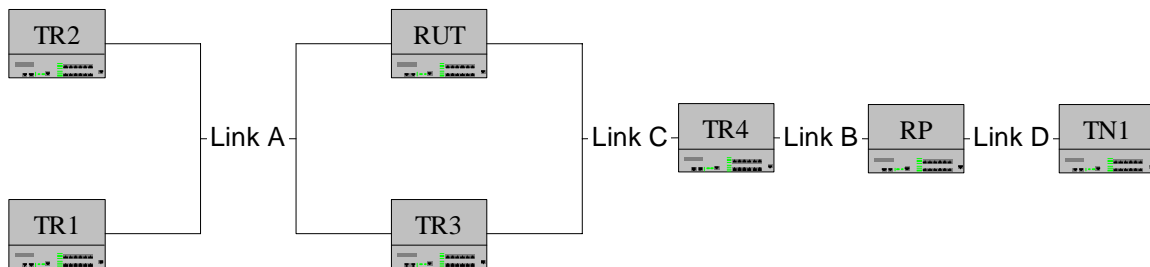 TR2
RUT
Link A
Link C
TR4
Link B
RP
Link D
TN1
TR1
TR3